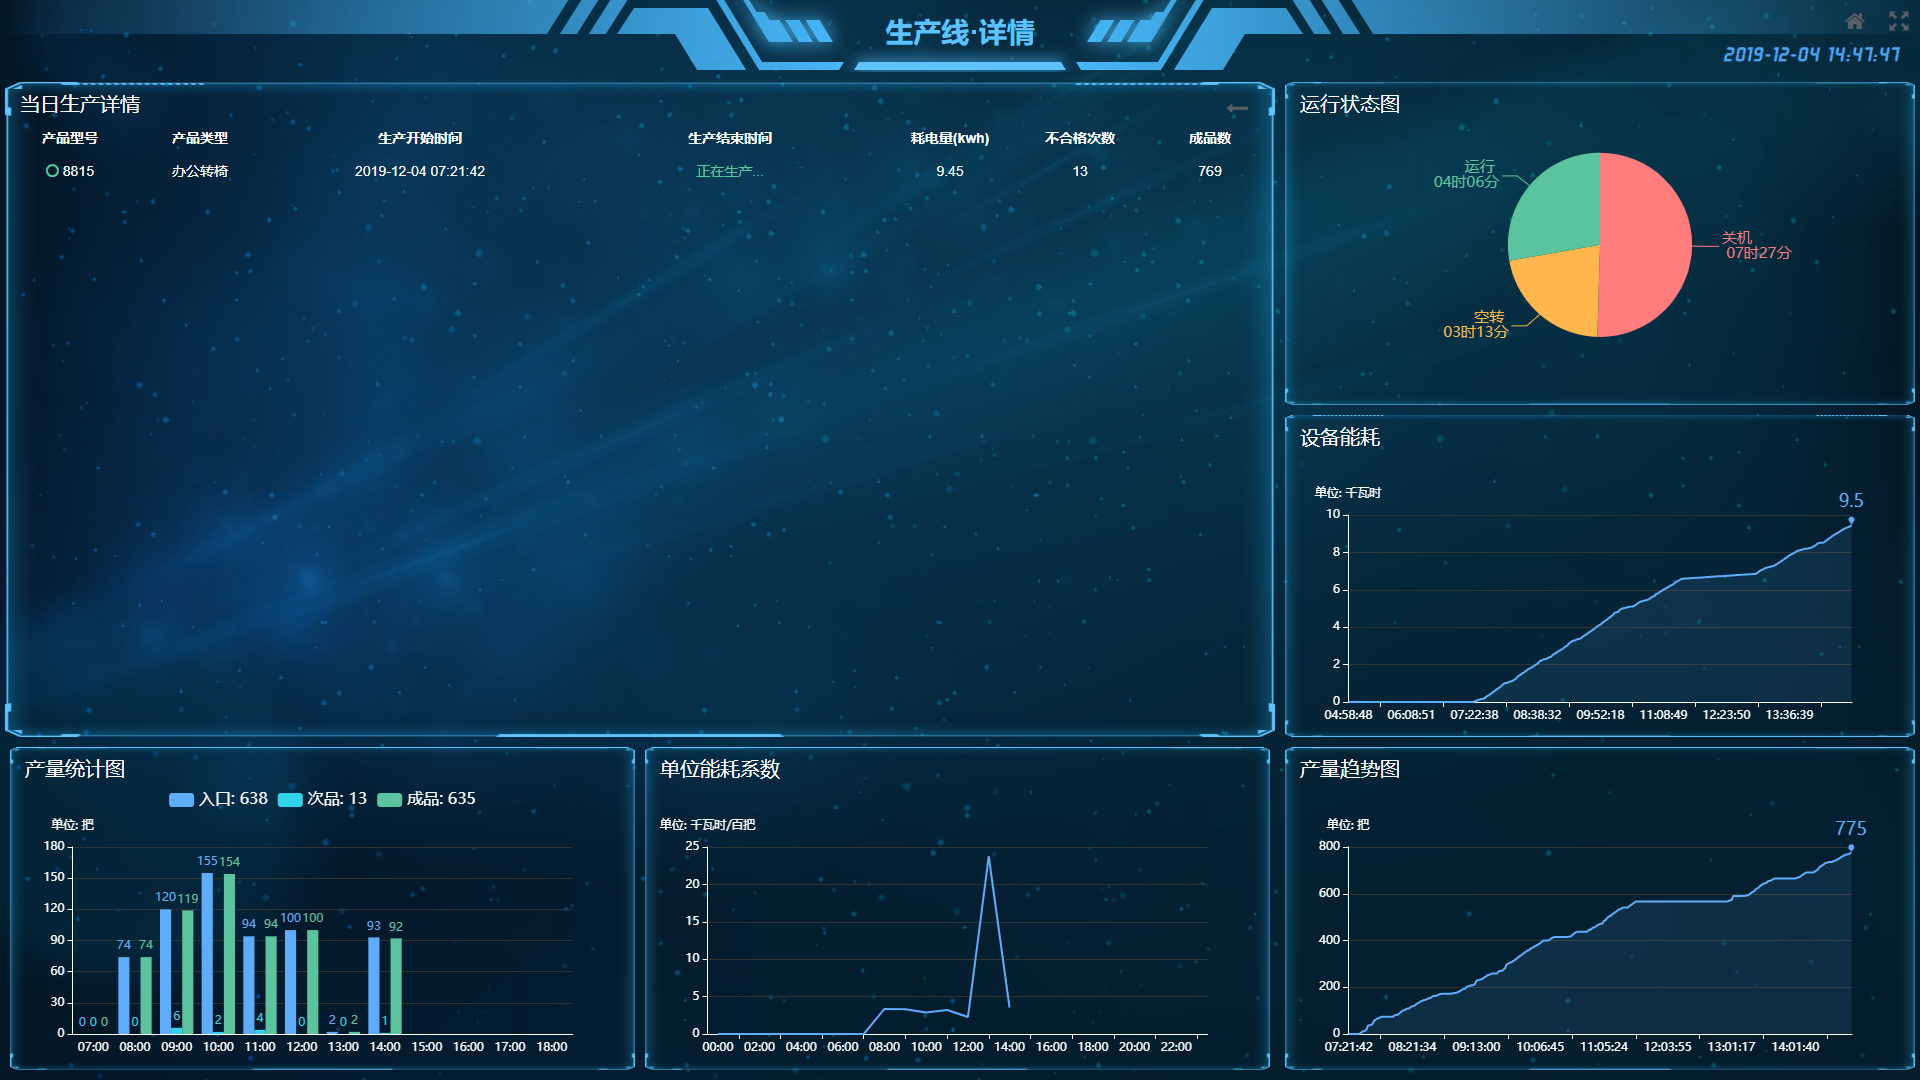 生产线·详情
2019-12-04 14:47:47
当日生产详情
产品型号 产品类型 生产开始时间 生产结束时间 耗电量(kwh) 不合格次数 成品数
8815 办公转椅 2019-12-04 07:21:42 正在生产... 9.45 13 769
运行状态图
运行
04时06分
关机
07时27分
空转
03时13分
设备能耗
单位: 千瓦时
9.5
10
8
6
4
2
0
04:58:48 06:08:51 07:22:38 08:38:32 09:52:18 11:08:49 12:23:50 13:36:39
产量统计图
入口: 638 次品: 13 成品: 635
单位: 把
180
150
120
90
60
30
0
0 0 0
74 0 74
120 6 119
155 2 154
94 4 94
100 0 100
2 0 2
93 1 92
07:00 08:00 09:00 10:00 11:00 12:00 13:00 14:00 15:00 16:00 17:00 18:00
单位能耗系数
单位: 千瓦时/百把
25
20
15
10
5
0
00:00 02:00 04:00 06:00 08:00 10:00 12:00 14:00 16:00 18:00 20:00 22:00
产量趋势图
单位: 把
775
800
600
400
200
0
07:21:42 08:21:34 09:13:00 10:06:45 11:05:24 12:03:55 13:01:17 14:01:40